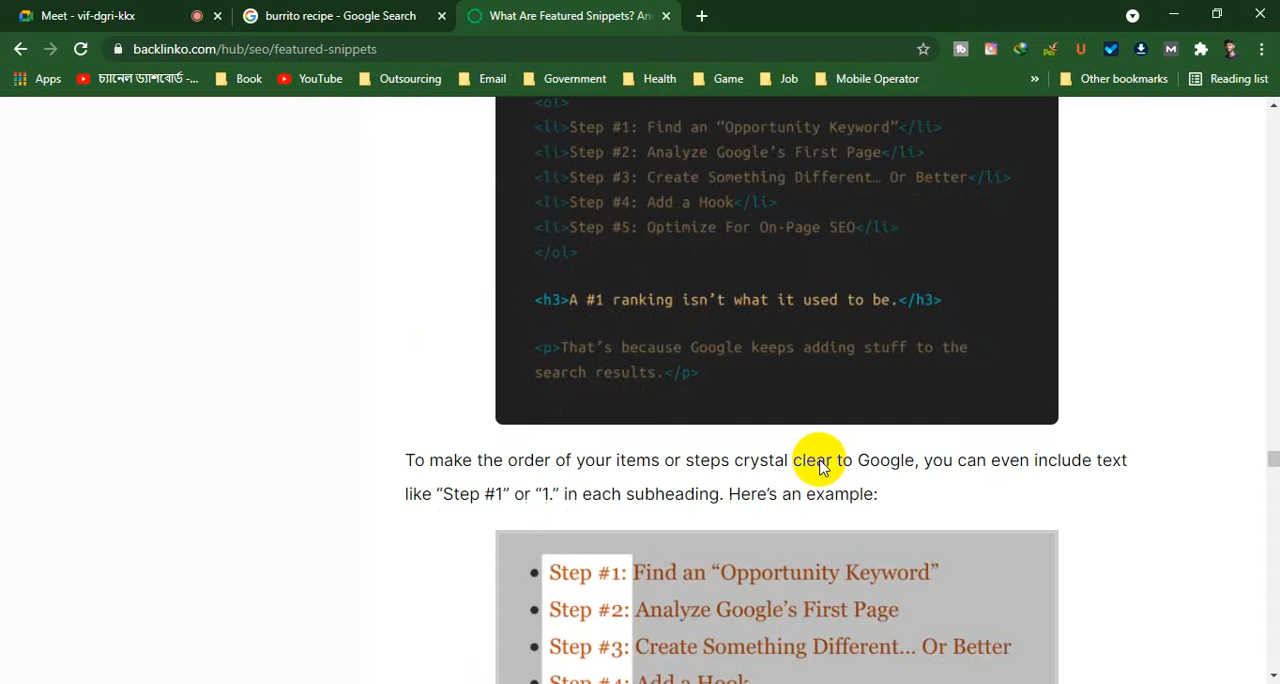 Meet - vif-dgri-kkx
burrito recipe - Google Search
What Are Featured Snippets? An
backlinko.com/hub/seo/featured-snippets
Apps
চ্যানেল ড্যাশবোর্ড -...
Book
YouTube
Outsourcing
Email
Government
Health
Game
Job
Mobile Operator
»
Other bookmarks
Reading list
<ol>
<li>Step #1: Find an “Opportunity Keyword”</li>
<li>Step #2: Analyze Google’s First Page</li>
<li>Step #3: Create Something Different… Or Better</li>
<li>Step #4: Add a Hook</li>
<li>Step #5: Optimize For On-Page SEO</li>
</ol>
<h3>A #1 ranking isn’t what it used to be.</h3>
<p>That’s because Google keeps adding stuff to the
search results.</p>
To make the order of your items or steps crystal clear to Google, you can even include text
like “Step #1” or “1.” in each subheading. Here’s an example:
• Step #1: Find an “Opportunity Keyword”
• Step #2: Analyze Google’s First Page
• Step #3: Create Something Different… Or Better
Step #4: Add a Hook